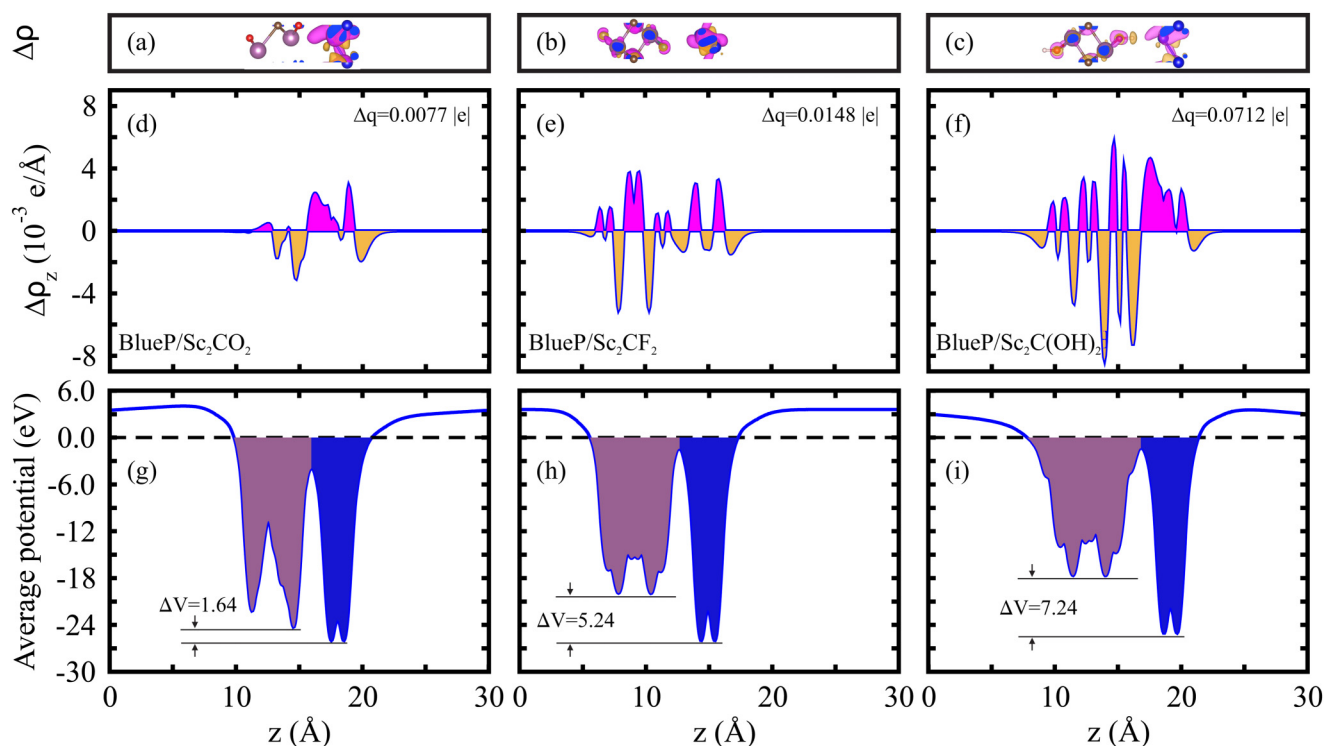 Δρ
(a)
(b)
(c)
Δρz (10⁻³ e/Å)
8
4
0
-4
-8
(d)
Δq=0.0077 |e|
BlueP/Sc₂CO₂
(e)
Δq=0.0148 |e|
BlueP/Sc₂CF₂
(f)
Δq=0.0712 |e|
BlueP/Sc₂C(OH)₂
Average potential (eV)
6.0
0.0
-6.0
-12
-18
-24
-30
(g)
ΔV=1.64
(h)
ΔV=5.24
(i)
ΔV=7.24
0 10 20 30
0 10 20 30
0 10 20 30
z (Å)
z (Å)
z (Å)